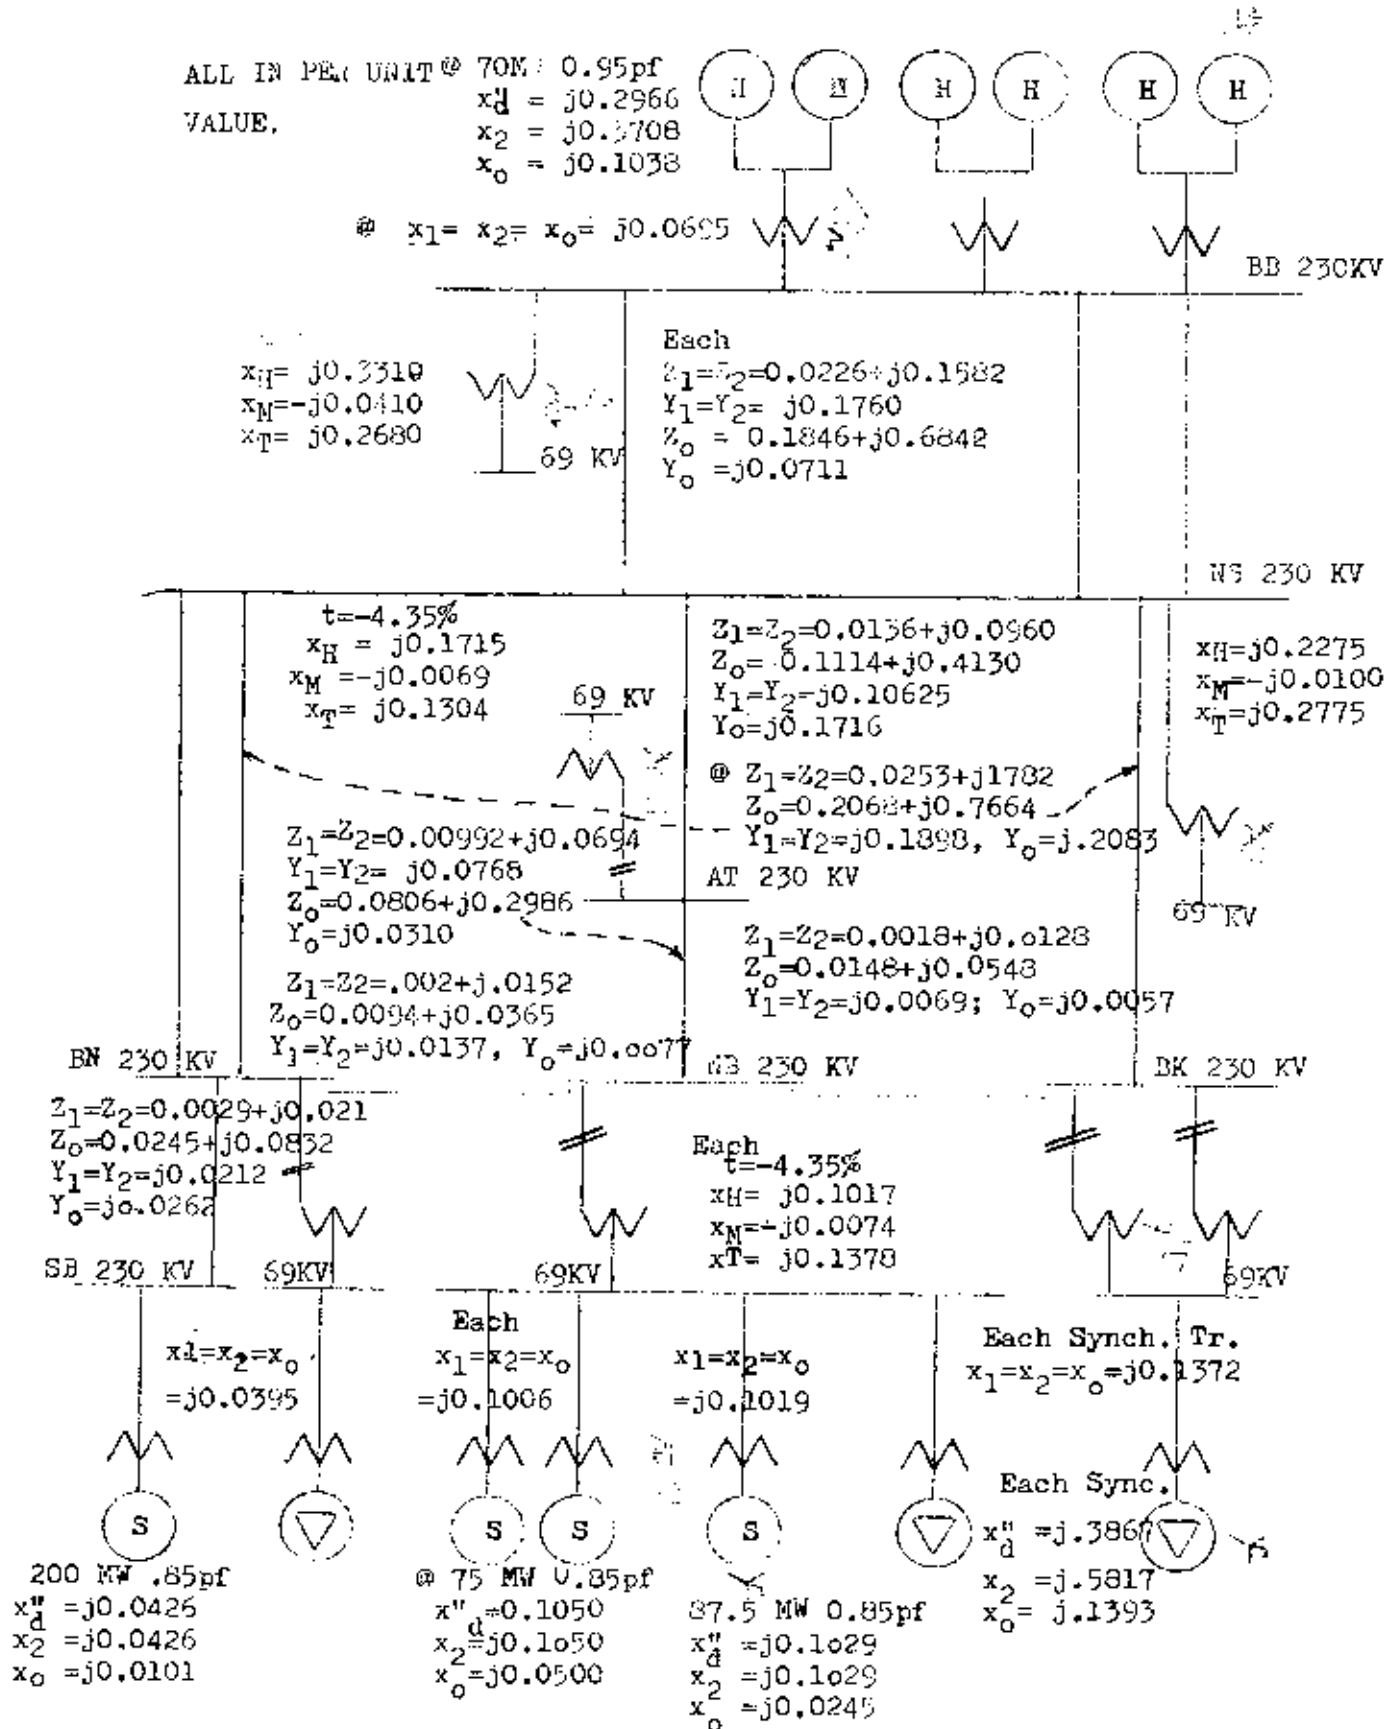 ALL IN PER UNIT
VALUE.
@ 70M 0.95pf
x"d = j0.2966
x2 = j0.3708
xo = j0.1038
H
H
H
H
H
@ x1= x2= xo= j0.0695
BB 230KV
xH= j0.3310
xM=-j0.0410
xT= j0.2680
69 KV
Each
Z1=Z2=0.0226+j0.1582
Y1=Y2= j0.1760
Zo = 0.1846+j0.6842
Yo =j0.0711
NS 230 KV
t=-4.35%
xH = j0.1715
xM=-j0.0069
xT= j0.1304
69 KV
Z1=Z2=0.0136+j0.0960
Zo= 0.1114+j0.4130
Y1=Y2=j0.10625
Yo=j0.1716
xH=j0.2275
xM=-j0.0100
xT=j0.2775
69 KV
@ Z1=Z2=0.0253+j1782
Zo=0.2068+j0.7664
Y1=Y2=j0.1898, Yo=j.2083
Z1=Z2=0.00992+j0.0694
Y1=Y2= j0.0768
Zo=0.0806+j0.2986
Yo=j0.0310
AT 230 KV
Z1=Z2=0.0018+j0.o128
Zo=0.0148+j0.0548
Y1=Y2=j0.0069; Yo=j0.0057
Z1=Z2=.002+j.0152
Zo=0.0094+j0.0365
Y1=Y2=j0.0137, Yo=j0.oo77
BN 230 KV
230 KV
BK 230 KV
Z1=Z2=0.0029+j0.021
Zo=0.0245+j0.0832
Y1=Y2=j0.0212
Yo=jo.0262
Each
t=-4.35%
xH= j0.1017
xM=-j0.0074
xT= j0.1378
SB 230 KV
69KV
69KV
69KV
x1=x2=xo
=j0.0395
Each
x1=x2=xo
=j0.1006
x1=x2=xo
=j0.1019
Each Synch. Tr.
x1=x2=xo=j0.1372
S
S
S
S
Each Sync.
x"d =j.3867
x2 =j.5817
xo= j.1393
200 MW .85pf
x"d =j0.0426
x2 =j0.0426
xo =j0.0101
@ 75 MW 0.85pf
x"d=0.1050
x2=j0.1o50
xo=j0.0500
87.5 MW 0.85pf
x"d =j0.1o29
x2 =j0.1o29
xo =j0.0245